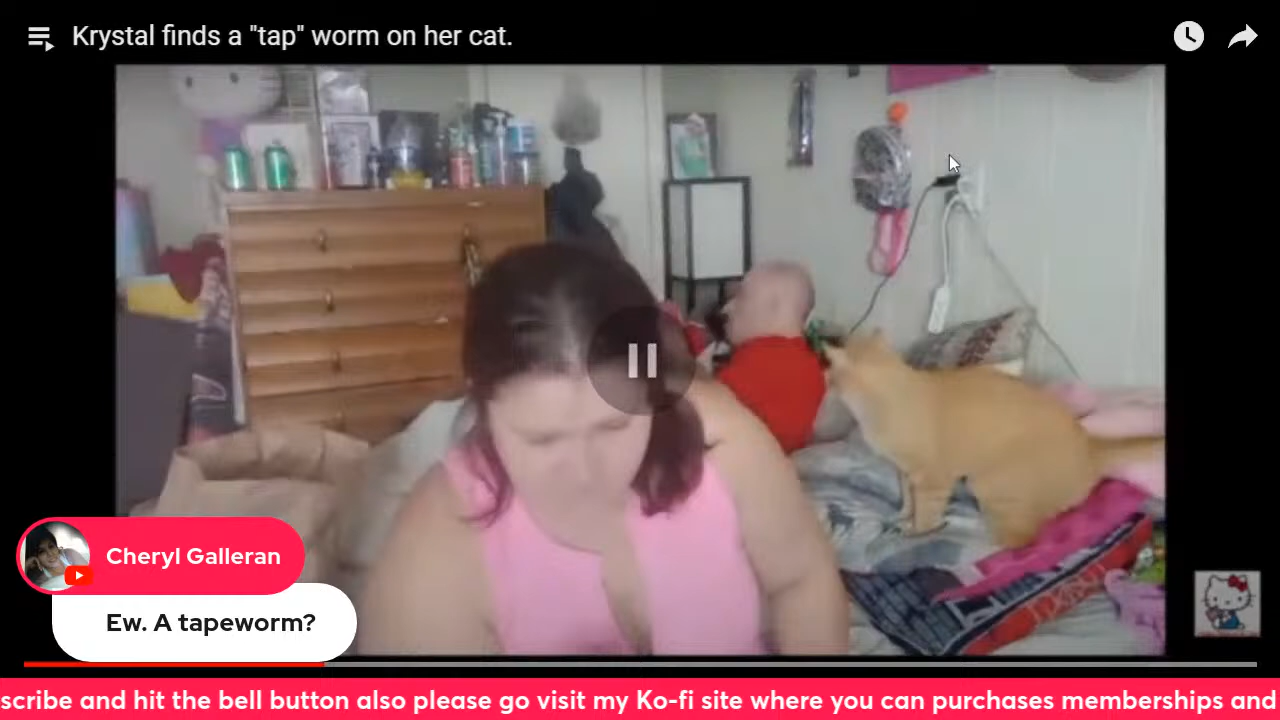 Krystal finds a "tap" worm on her cat.
Cheryl Galleran
Ew. A tapeworm?
scribe and hit the bell button also please go visit my Ko-fi site where you can purchases memberships and